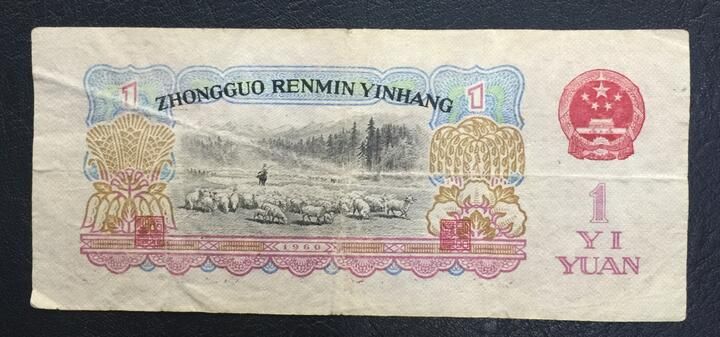 ZHONGGUO RENMIN YINHANG
1
1
1960
1
YI
YUAN